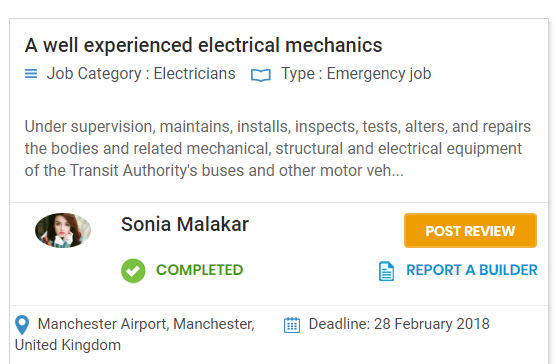 A well experienced electrical mechanics
Job Category : Electricians Type : Emergency job
Under supervision, maintains, installs, inspects, tests, alters, and repairs
the bodies and related mechanical, structural and electrical equipment
of the Transit Authority's buses and other motor veh...
Sonia Malakar
POST REVIEW
COMPLETED
REPORT A BUILDER
Manchester Airport, Manchester,
United Kingdom
Deadline: 28 February 2018